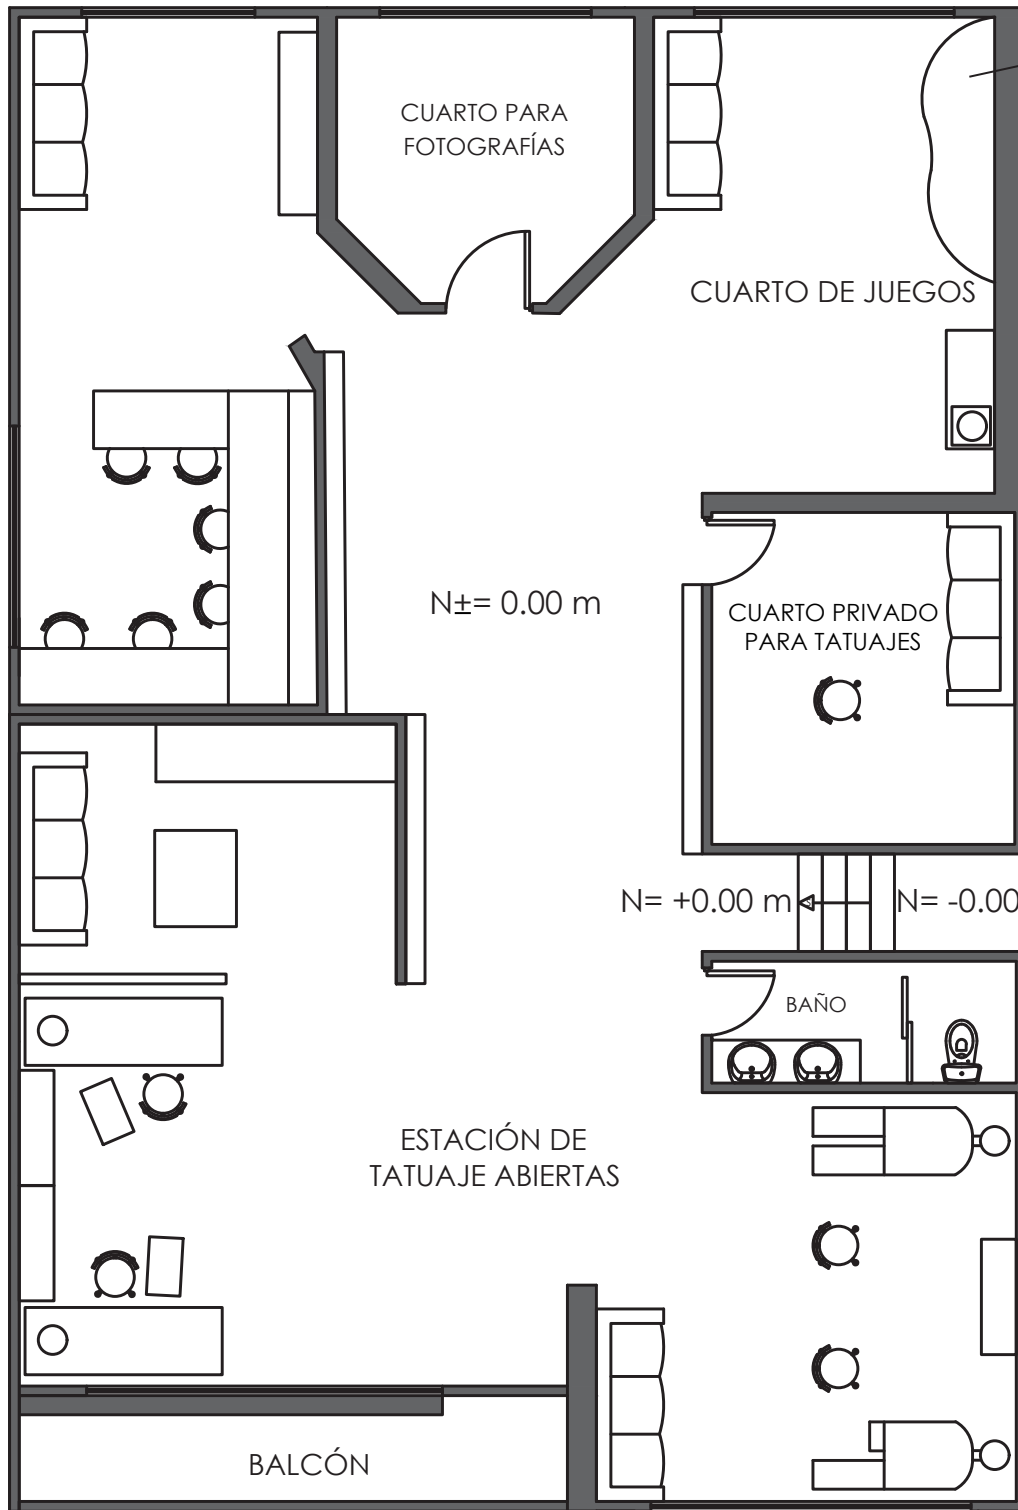 CUARTO PARA
FOTOGRAFÍAS
CUARTO DE JUEGOS
N±= 0.00 m
CUARTO PRIVADO
PARA TATUAJES
N= +0.00 m
N= -0.00
BAÑO
ESTACIÓN DE
TATUAJE ABIERTAS
BALCÓN